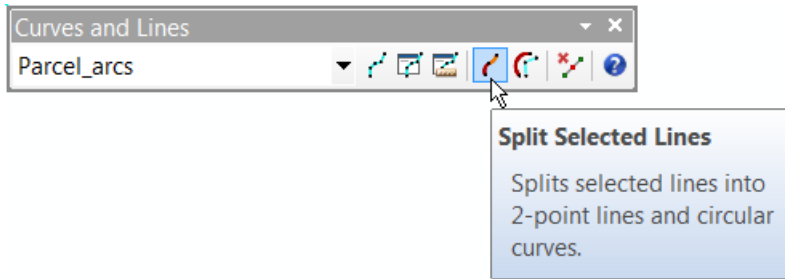 Curves and Lines
Parcel_arcs
Split Selected Lines
Splits selected lines into
2-point lines and circular
curves.